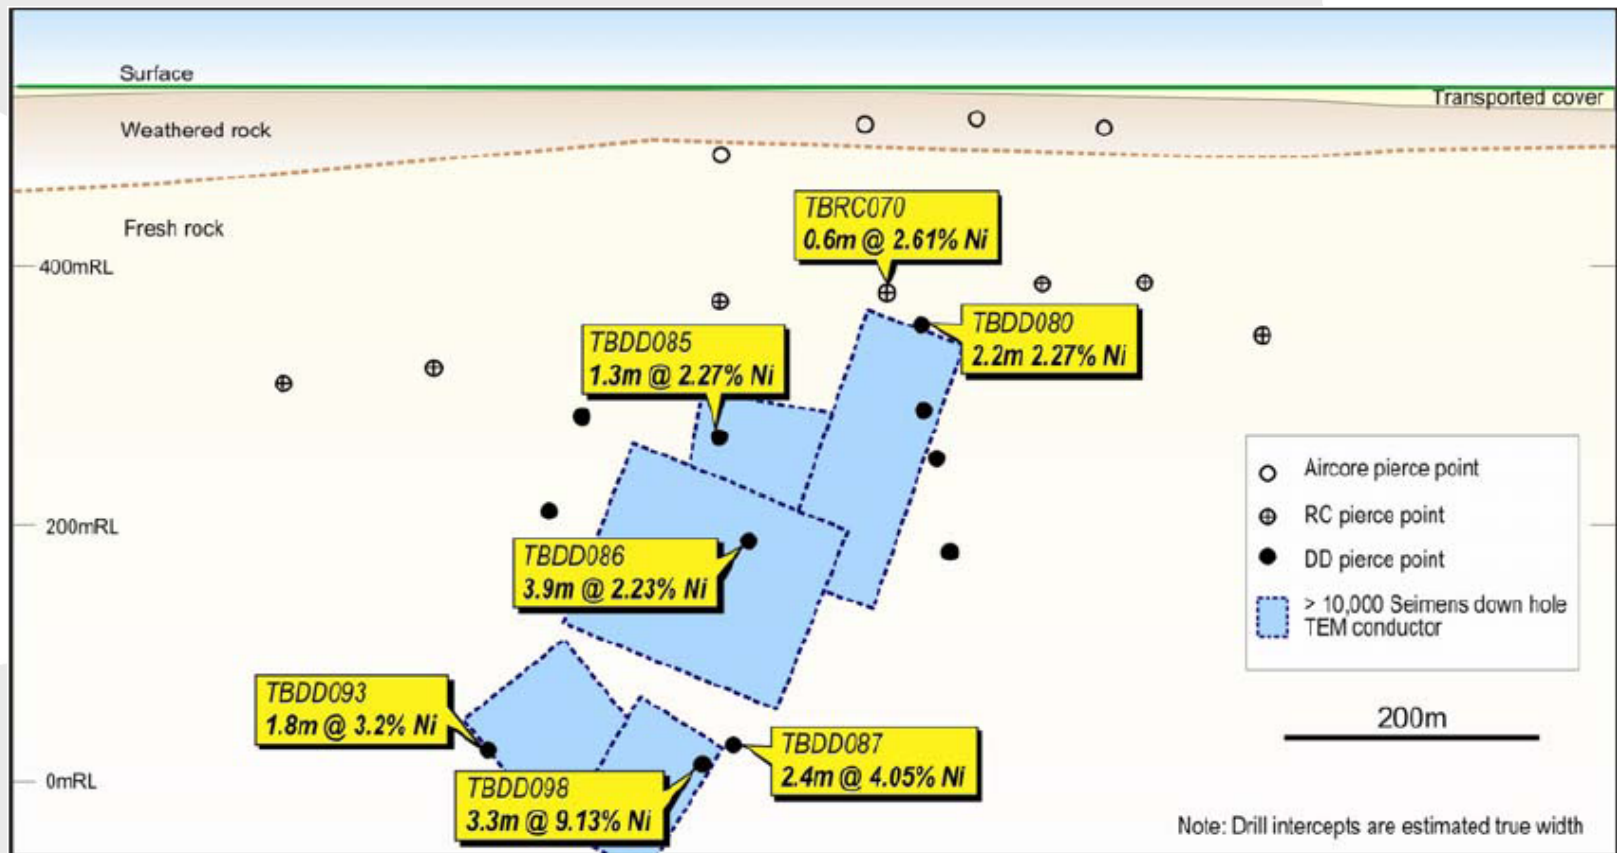 Surface
Transported cover
Weathered rock
Fresh rock
TBRC070
0.6m @ 2.61% Ni
400mRL
TBDD080
2.2m 2.27% Ni
TBDD085
1.3m @ 2.27% Ni
Aircore pierce point
RC pierce point
DD pierce point
> 10,000 Seimens down hole
TEM conductor
200mRL
TBDD086
3.9m @ 2.23% Ni
TBDD093
1.8m @ 3.2% Ni
200m
TBDD087
2.4m @ 4.05% Ni
0mRL
TBDD098
3.3m @ 9.13% Ni
Note: Drill intercepts are estimated true width